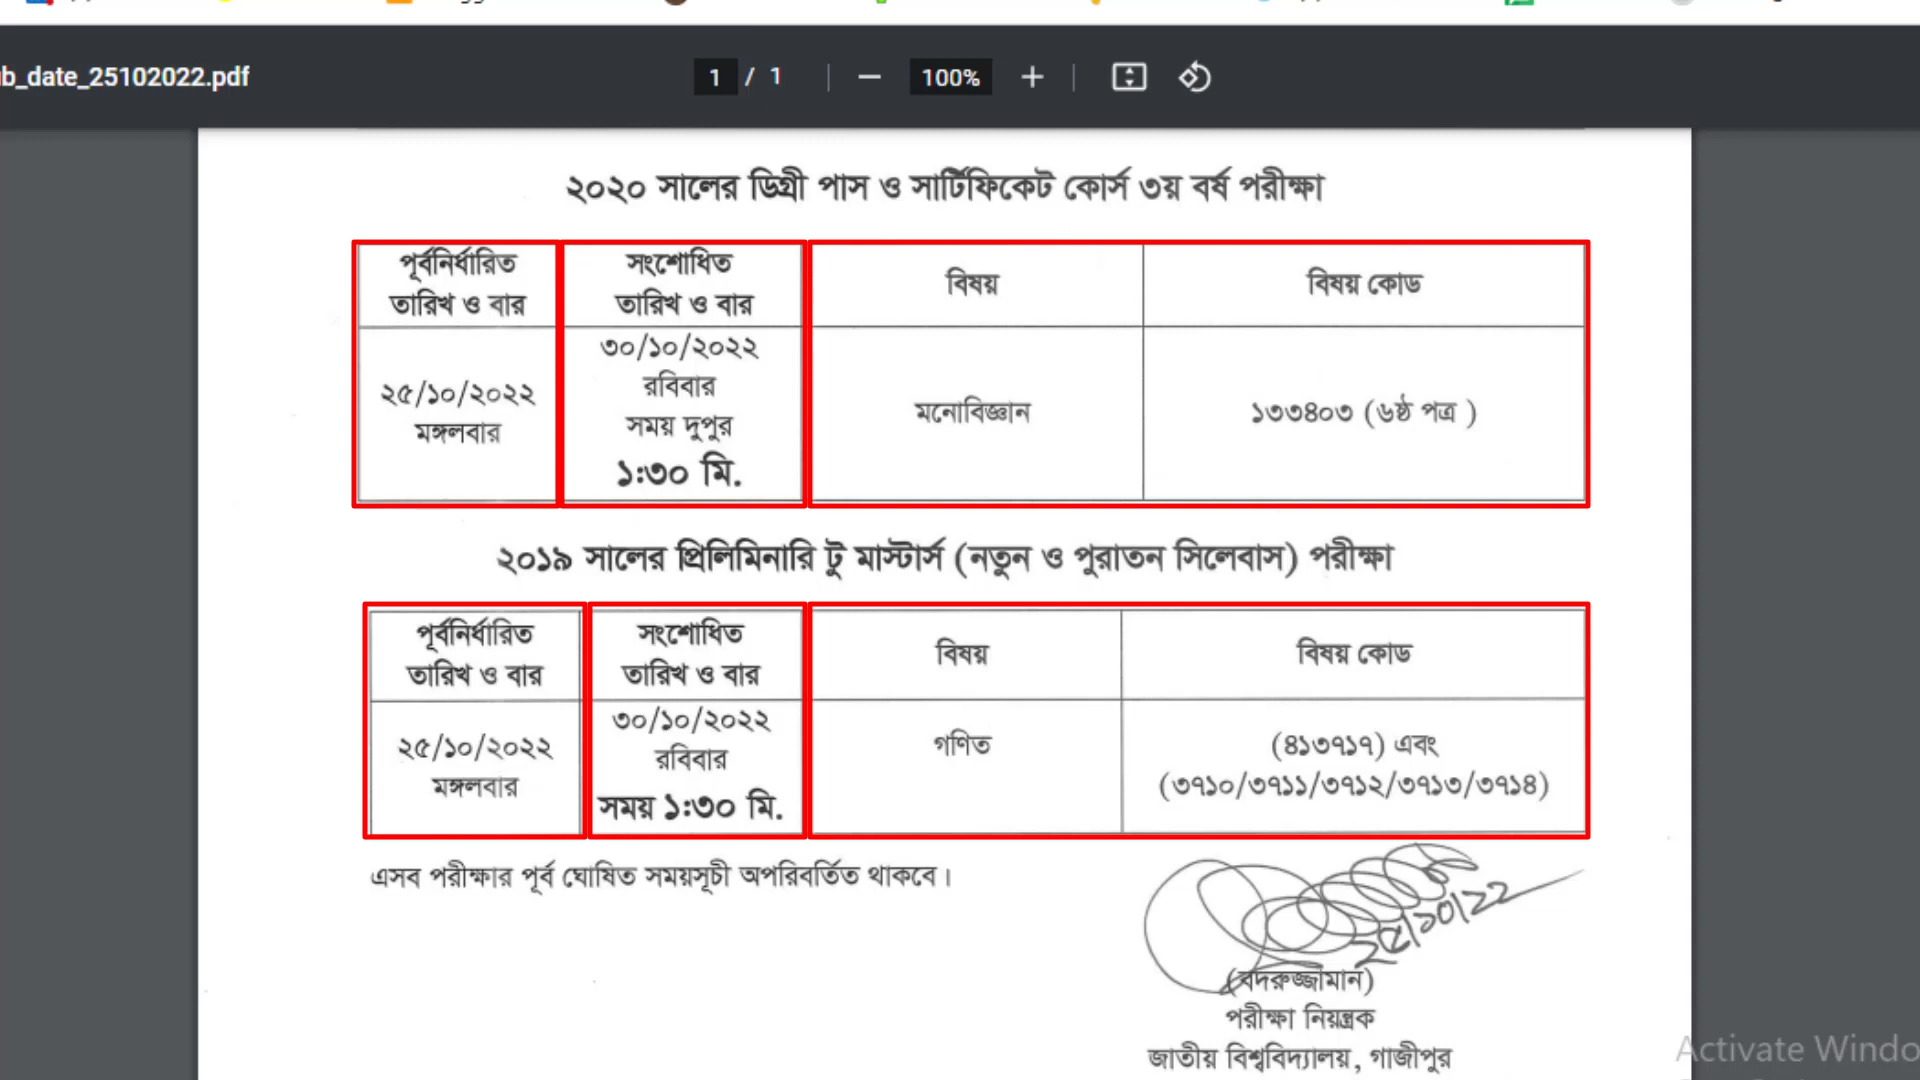 b_date_25102022.pdf
1 / 1
100%
২০২০ সালের ডিগ্রী পাস ও সার্টিফিকেট কোর্স ৩য় বর্ষ পরীক্ষা
পূর্বনির্ধারিত
তারিখ ও বার
সংশোধিত
তারিখ ও বার
বিষয়
বিষয় কোড
২৫/১০/২০২২
মঙ্গলবার
৩০/১০/২০২২
রবিবার
সময় দুপুর
১:৩০ মি.
মনোবিজ্ঞান
১৩৩৪০৩ (৬ষ্ঠ পত্র )
২০১৯ সালের প্রিলিমিনারি টু মাস্টার্স (নতুন ও পুরাতন সিলেবাস) পরীক্ষা
পূর্বনির্ধারিত
তারিখ ও বার
সংশোধিত
তারিখ ও বার
বিষয়
বিষয় কোড
২৫/১০/২০২২
মঙ্গলবার
৩০/১০/২০২২
রবিবার
সময় ১:৩০ মি.
গণিত
(৪১৩৭১৭) এবং
(৩৭১০/৩৭১১/৩৭১২/৩৭১৩/৩৭১৪)
এসব পরীক্ষার পূর্ব ঘোষিত সময়সূচী অপরিবর্তিত থাকবে।
২৫/১০/২২
(বদরুজ্জামান)
পরীক্ষা নিয়ন্ত্রক
জাতীয় বিশ্ববিদ্যালয়, গাজীপুর
Activate Windo